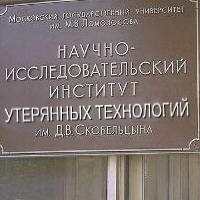 Московский государственный университет
им. М.В. Ломоносова
НАУЧНО-
ИССЛЕДОВАТЕЛЬСКИЙ
ИНСТИТУТ
УТЕРЯННЫХ ТЕХНОЛОГИЙ
ИМ. Д.В. СКОБЕЛЬЦЫНА